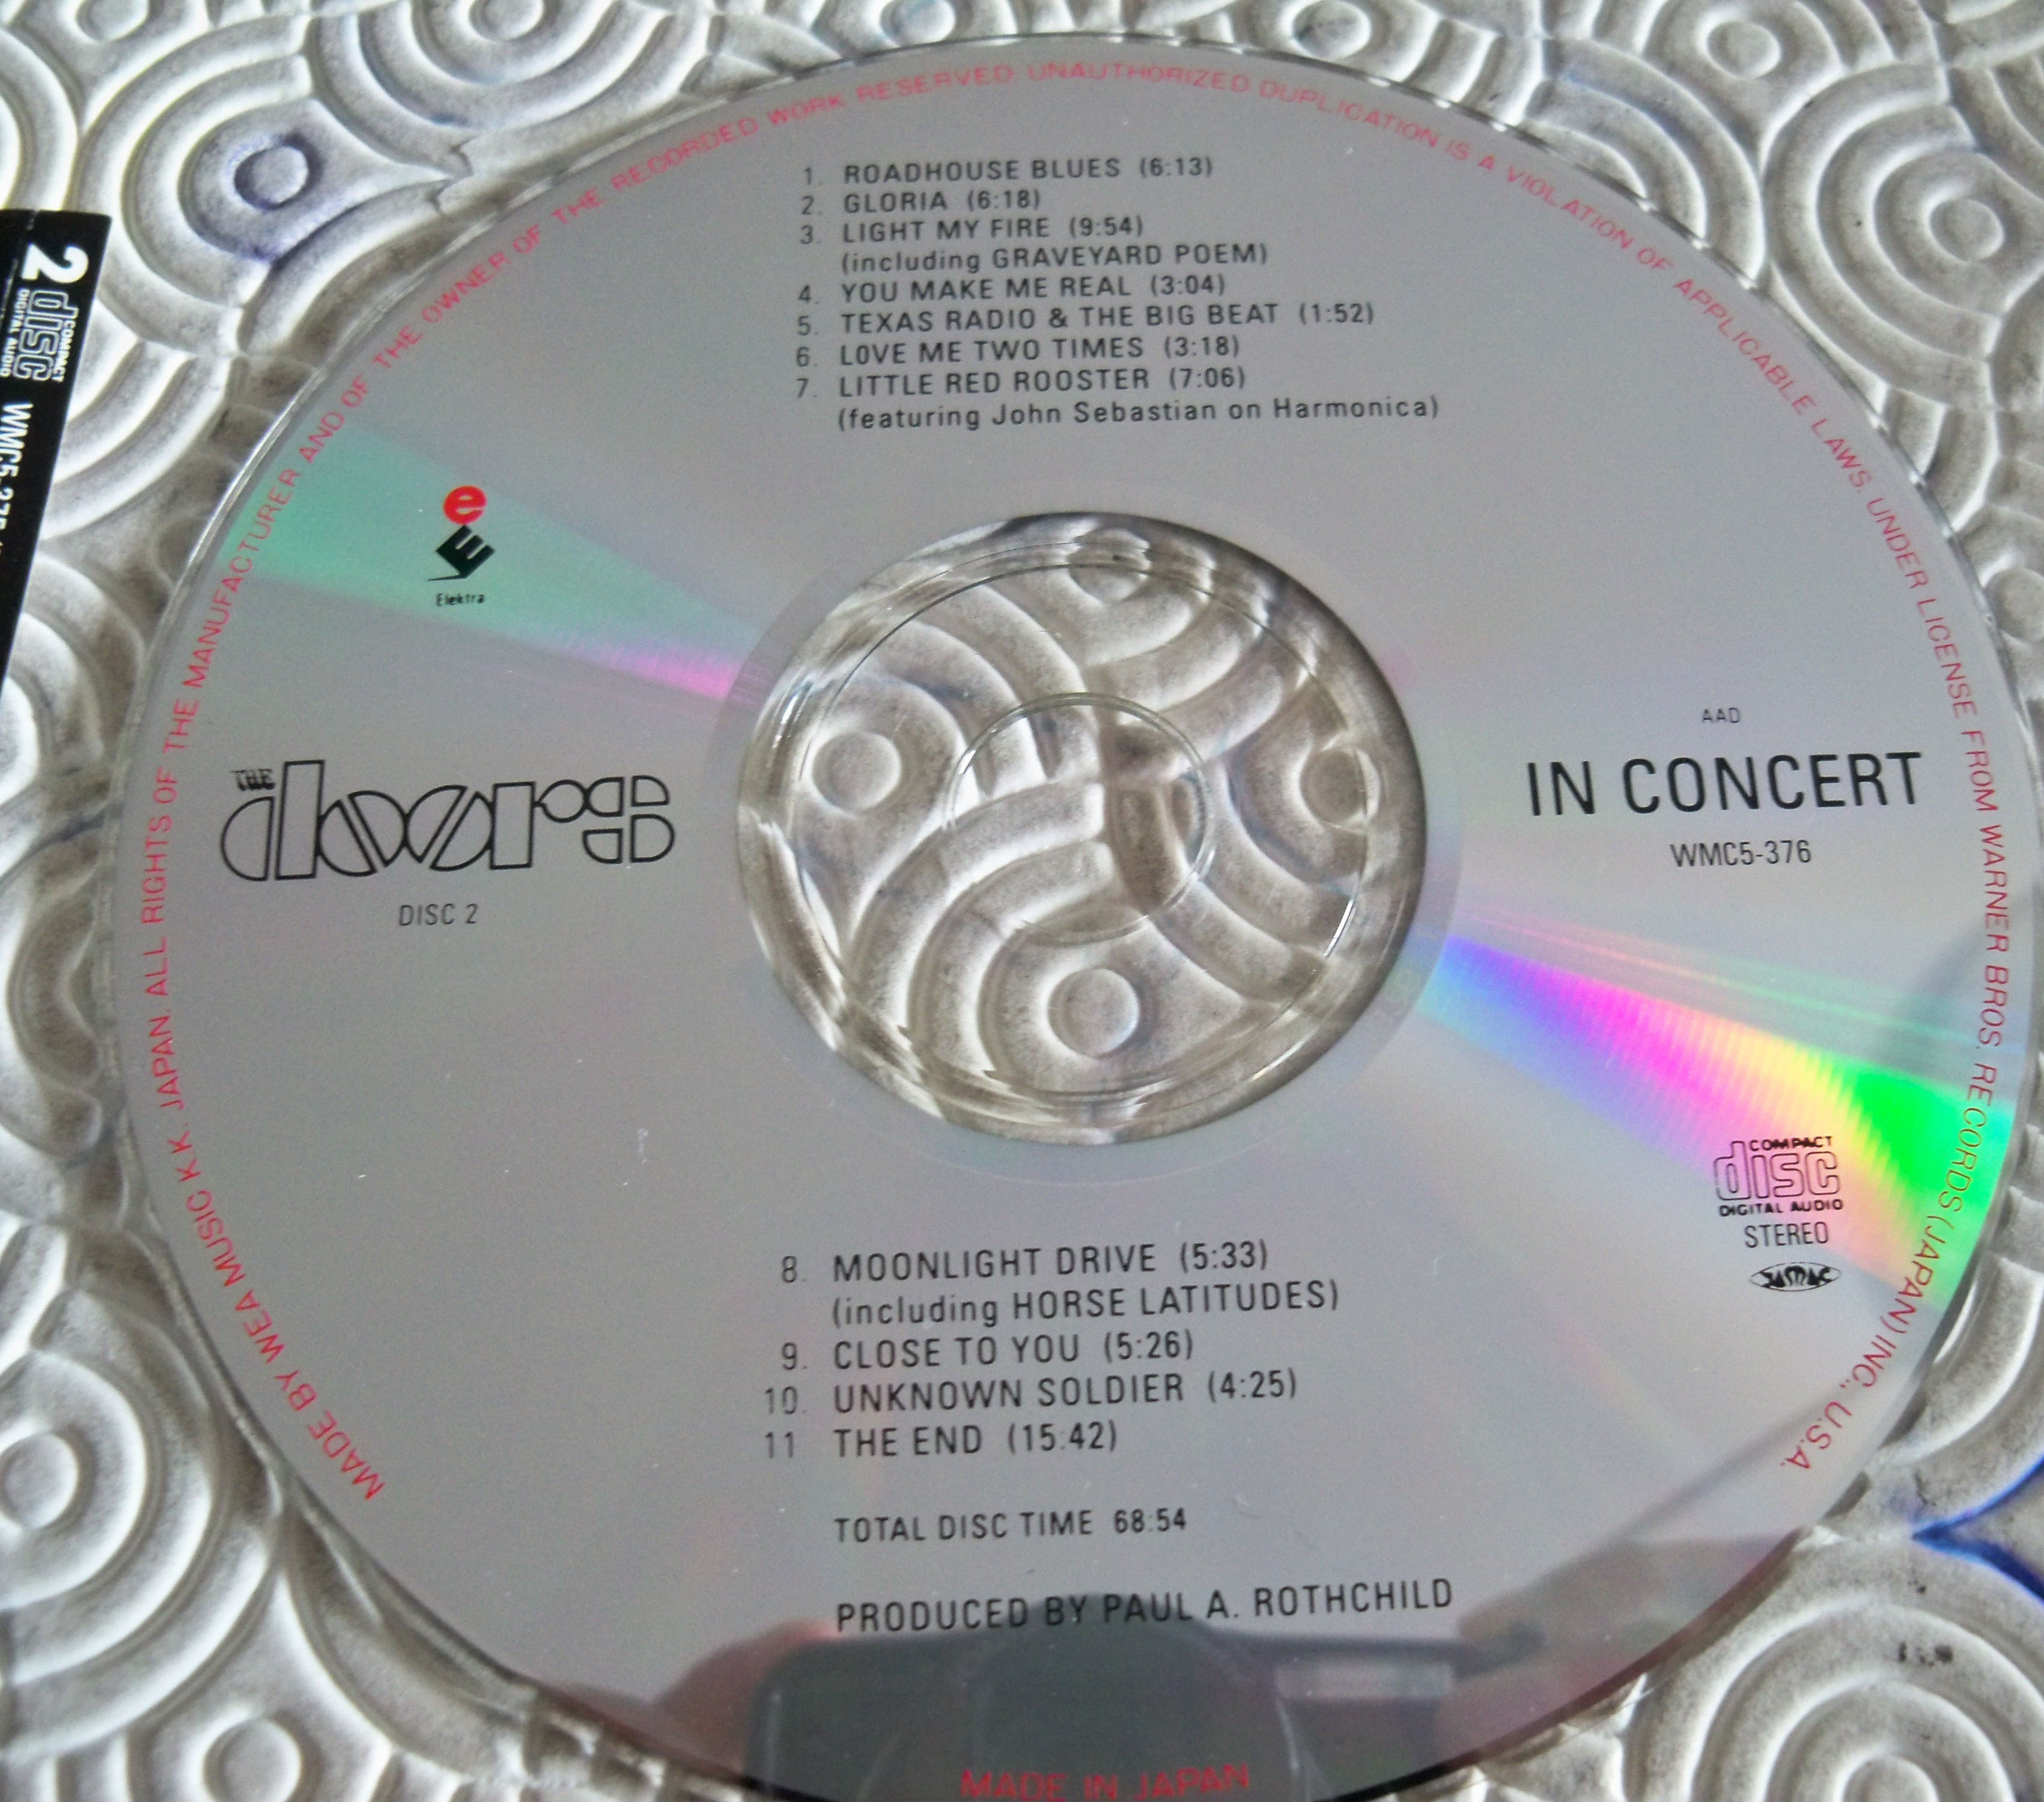 MADE BY WEA MUSIC K.K. JAPAN. ALL RIGHTS OF THE MANUFACTURER AND OF THE OWNER OF THE RECORDED WORK RESERVED. UNAUTHORIZED DUPLICATION IS A VIOLATION OF APPLICABLE LAWS. UNDER LICENSE FROM WARNER BROS. RECORDS (JAPAN) INC., U.S.A.
1. ROADHOUSE BLUES (6:13)
2. GLORIA (6:18)
3. LIGHT MY FIRE (9:54)
(including GRAVEYARD POEM)
4. YOU MAKE ME REAL (3:04)
5. TEXAS RADIO & THE BIG BEAT (1:52)
6. LOVE ME TWO TIMES (3:18)
7. LITTLE RED ROOSTER (7:06)
(featuring John Sebastian on Harmonica)
2 COMPACT disc DIGITAL AUDIO
e E
Elektra
THE doors
DISC 2
AAD
IN CONCERT
WMC5-376
COMPACT
disc
DIGITAL AUDIO
STEREO
8. MOONLIGHT DRIVE (5:33)
(including HORSE LATITUDES)
9. CLOSE TO YOU (5:26)
10. UNKNOWN SOLDIER (4:25)
11 THE END (15:42)
TOTAL DISC TIME 68:54
PRODUCED BY PAUL A. ROTHCHILD
MADE IN JAPAN